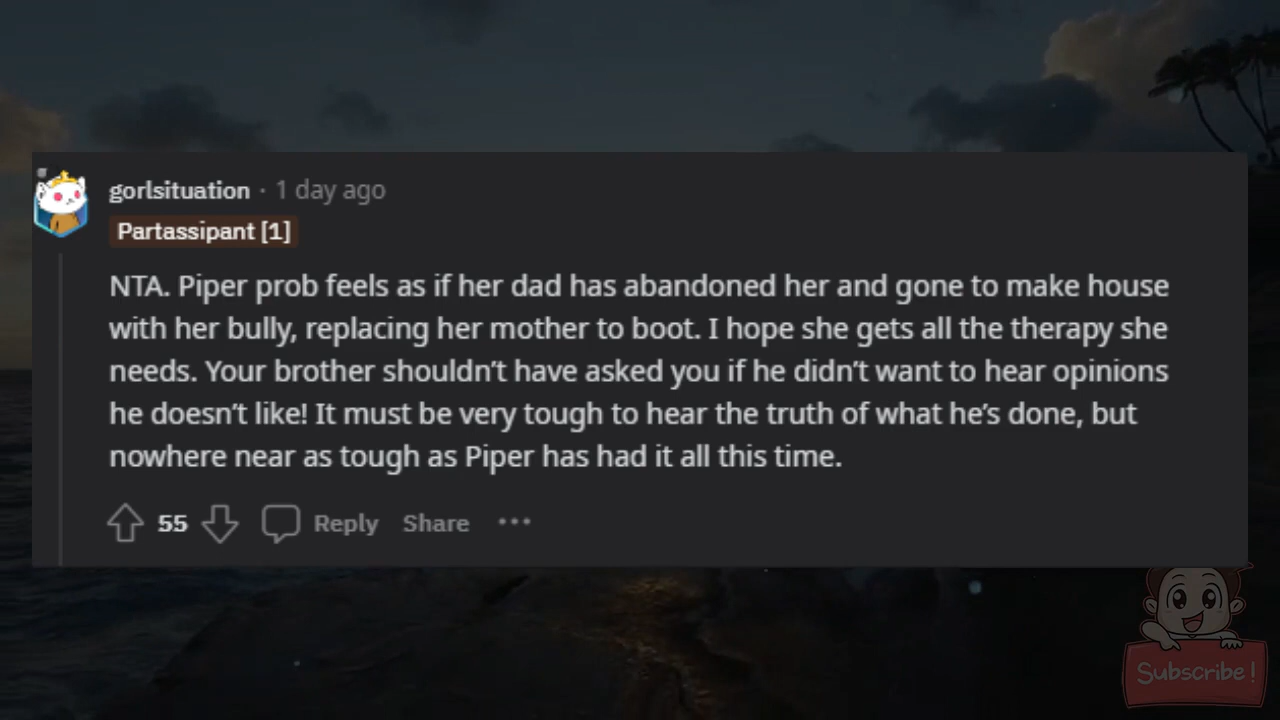 gorlsituation · 1 day ago
Partassipant [1]
NTA. Piper prob feels as if her dad has abandoned her and gone to make house
with her bully, replacing her mother to boot. I hope she gets all the therapy she
needs. Your brother shouldn’t have asked you if he didn’t want to hear opinions
he doesn’t like! It must be very tough to hear the truth of what he’s done, but
nowhere near as tough as Piper has had it all this time.
55 Reply Share ···
Subscribe!